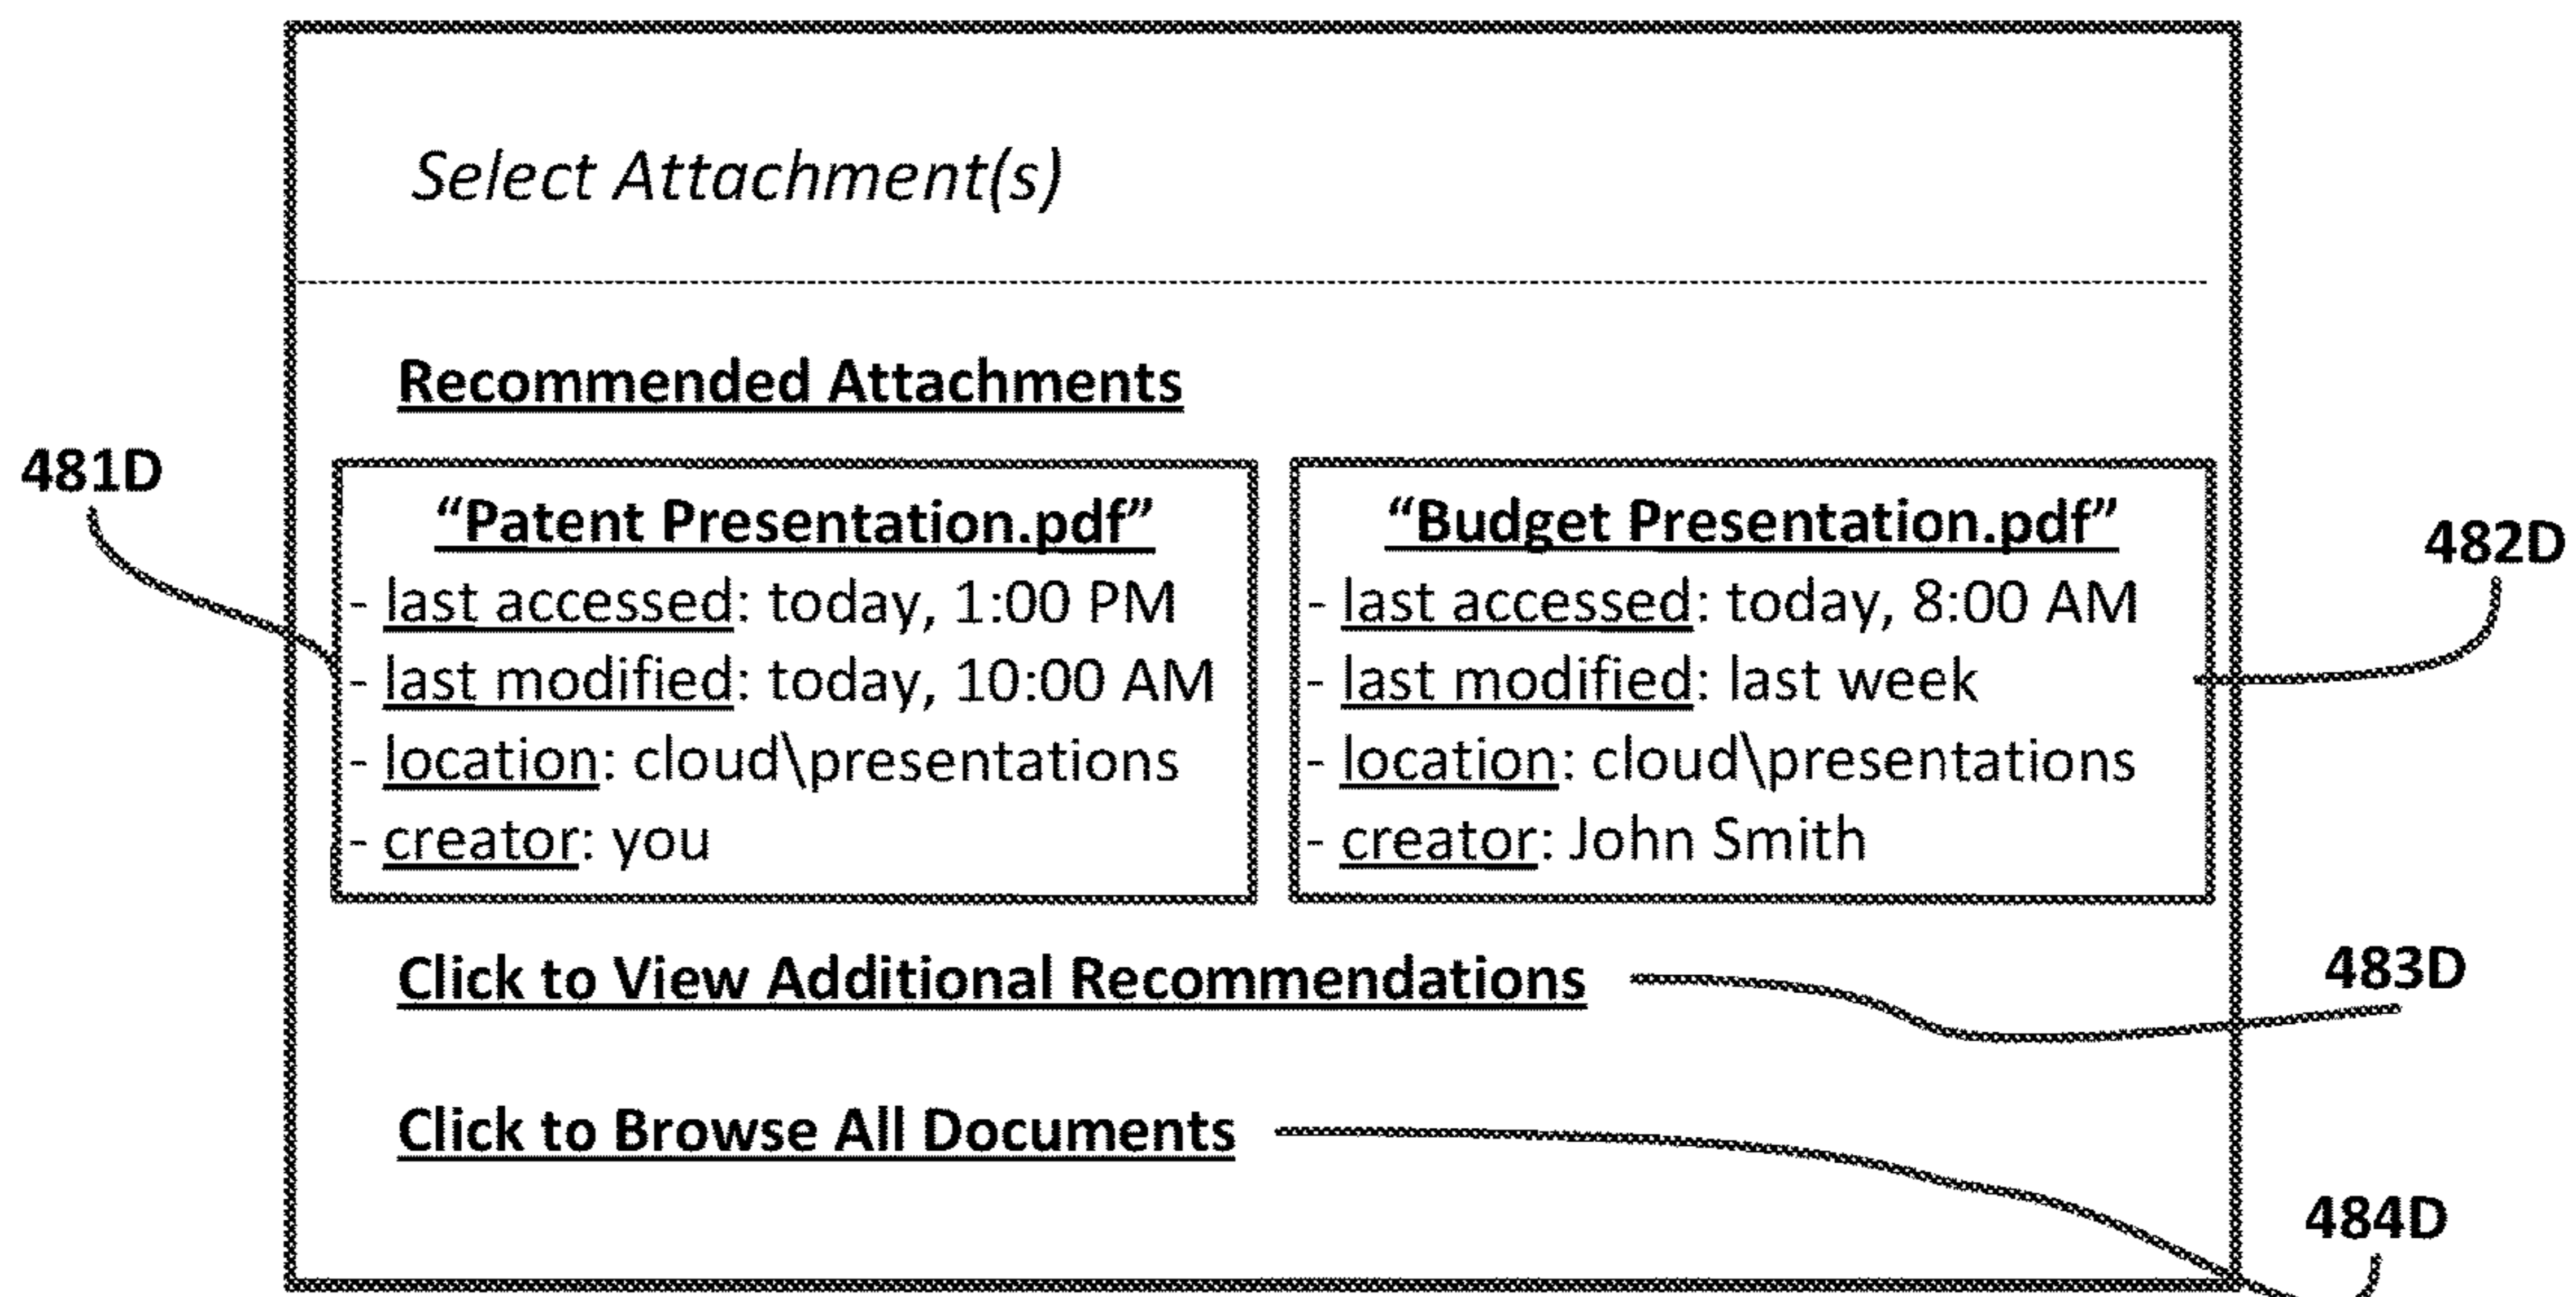 Select Attachment(s)
Recommended Attachments
481D
“Patent Presentation.pdf”
- last accessed: today, 1:00 PM
- last modified: today, 10:00 AM
- location: cloud\presentations
- creator: you
“Budget Presentation.pdf”
- last accessed: today, 8:00 AM
- last modified: last week
- location: cloud\presentations
- creator: John Smith
482D
Click to View Additional Recommendations
483D
Click to Browse All Documents
484D